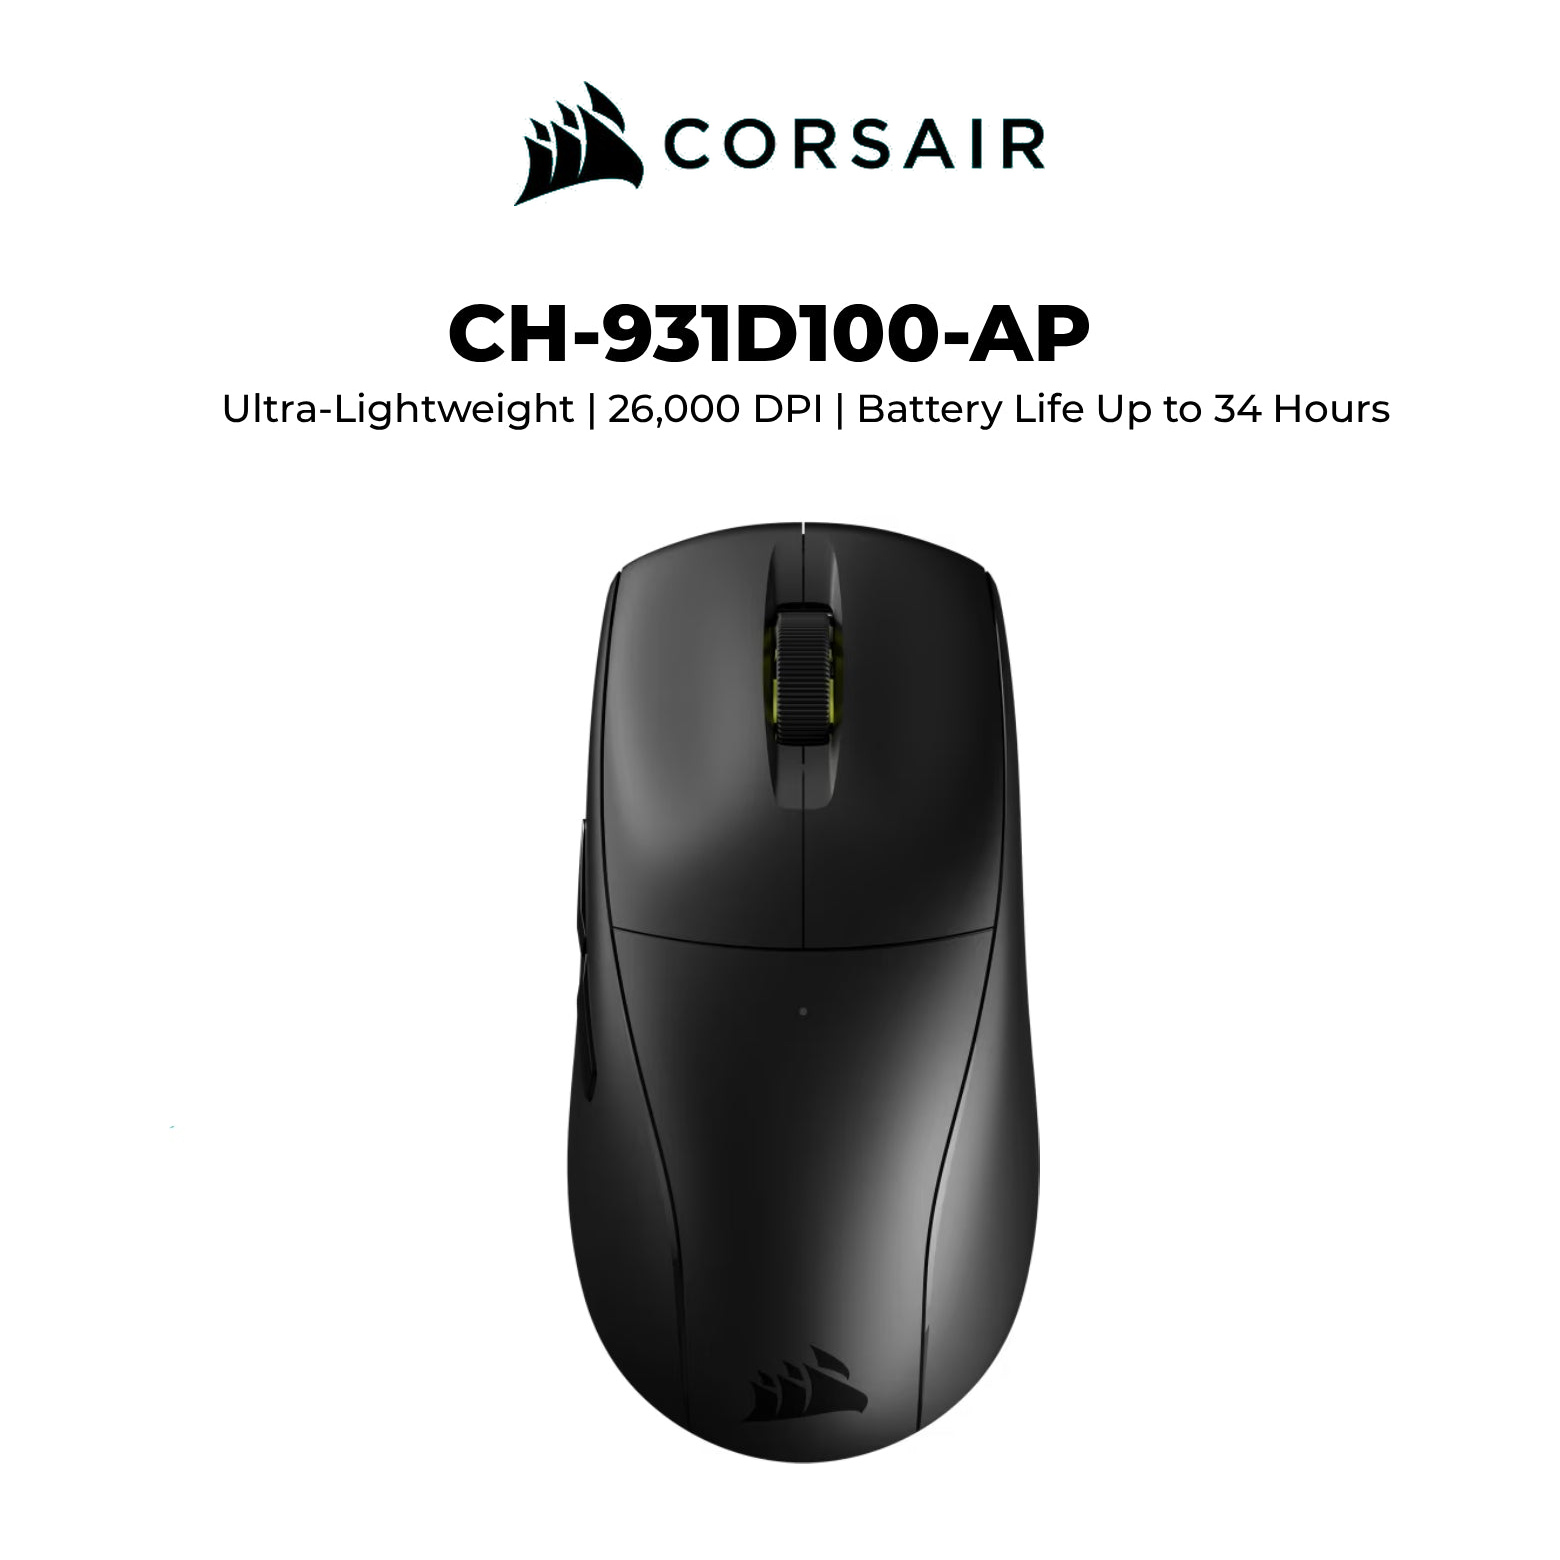 CORSAIR
CH-931D100-AP
Ultra-Lightweight | 26,000 DPI | Battery Life Up to 34 Hours